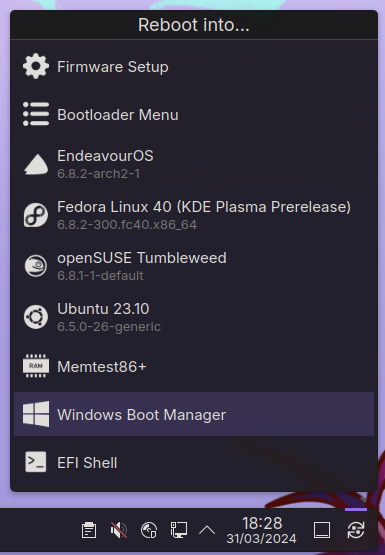 Reboot into...
Firmware Setup
Bootloader Menu
EndeavourOS
6.8.2-arch2-1
Fedora Linux 40 (KDE Plasma Prerelease)
6.8.2-300.fc40.x86_64
openSUSE Tumbleweed
6.8.1-1-default
Ubuntu 23.10
6.5.0-26-generic
RAM
Memtest86+
Windows Boot Manager
EFI Shell
18:28
31/03/2024